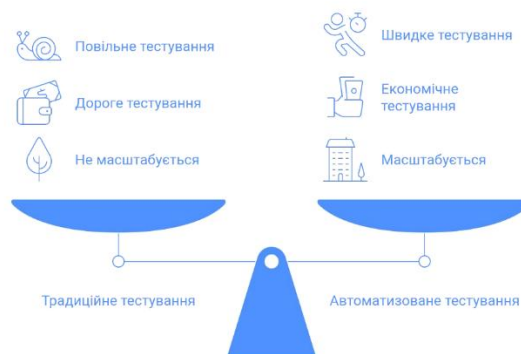 Повільне тестування
Дороге тестування
Не масштабується
Швидке тестування
Економічне
тестування
Масштабується
Традиційне тестування
Автоматизоване тестування